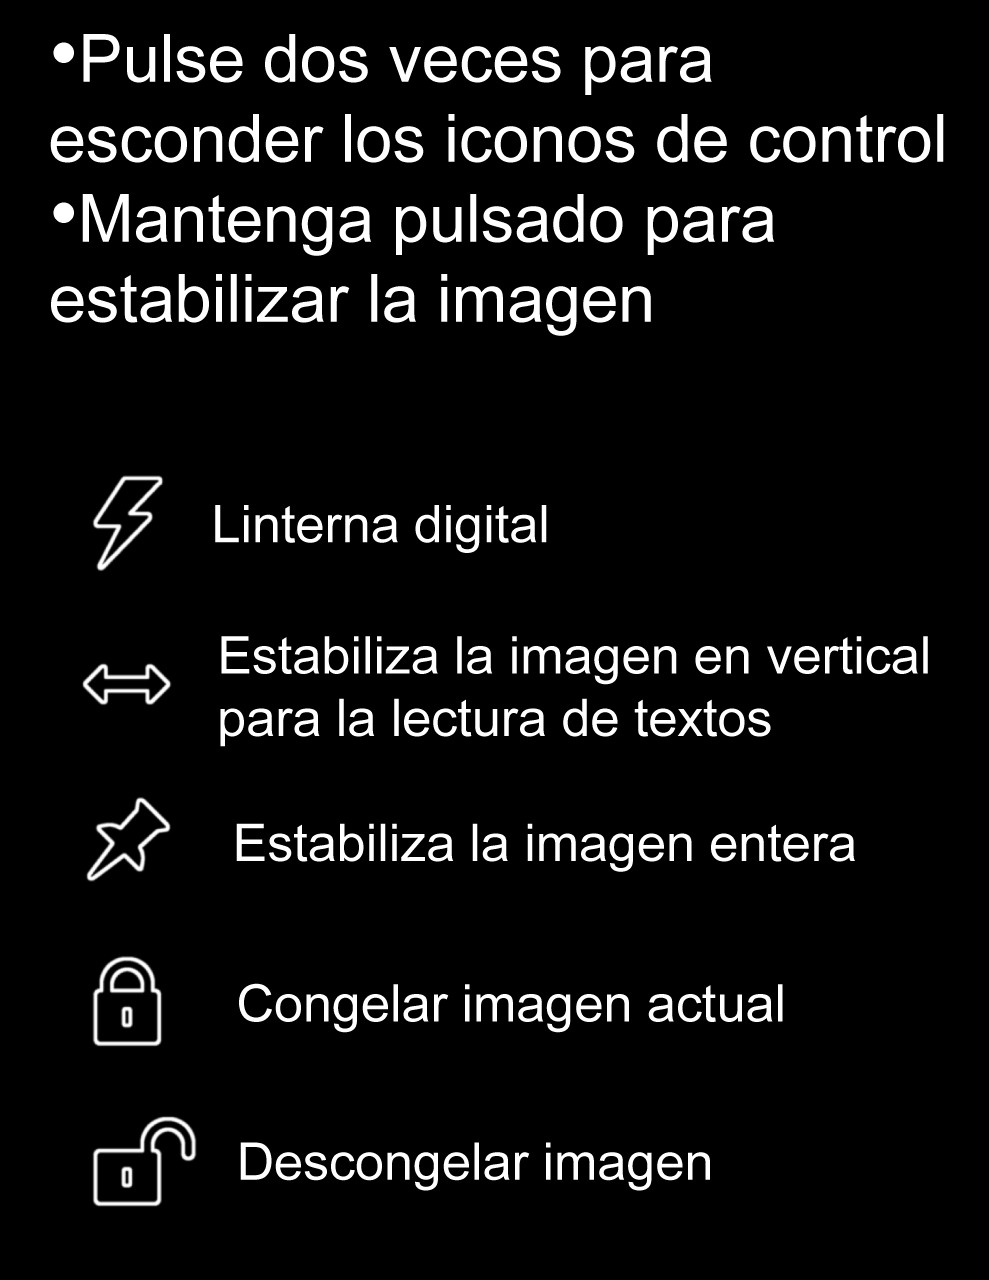 •Pulse dos veces para
esconder los iconos de control
•Mantenga pulsado para
estabilizar la imagen
Linterna digital
Estabiliza la imagen en vertical
para la lectura de textos
Estabiliza la imagen entera
Congelar imagen actual
Descongelar imagen